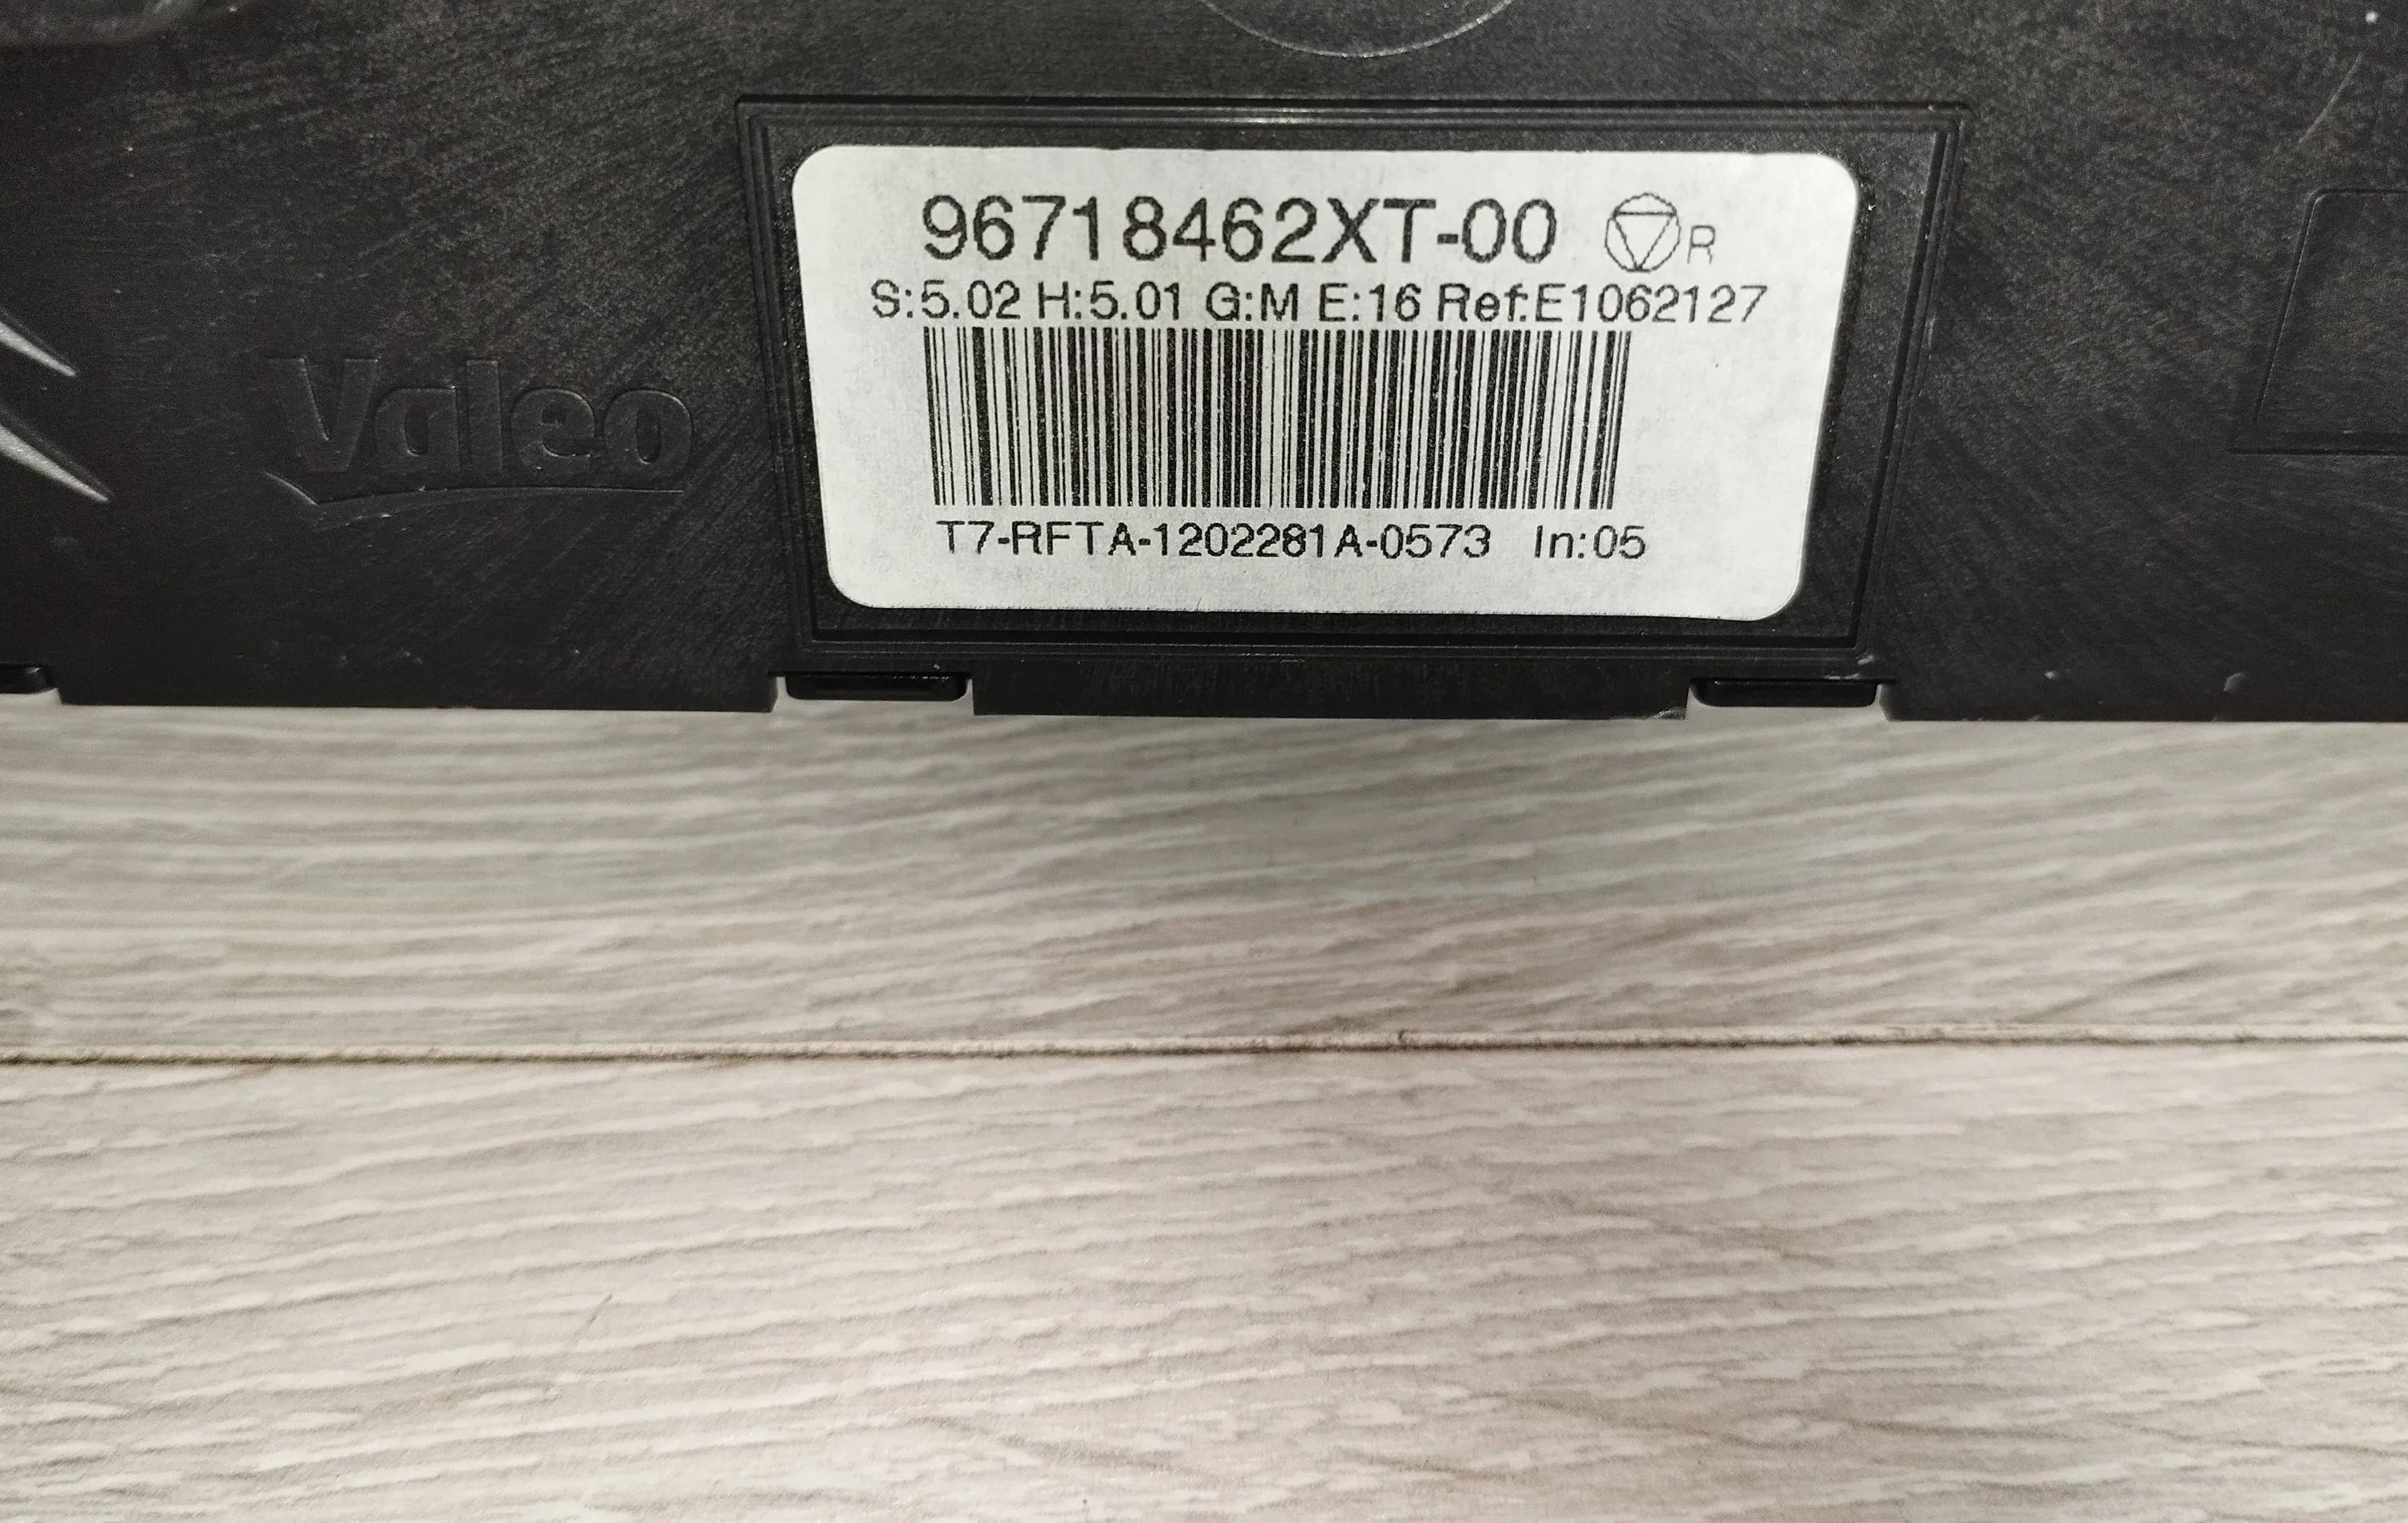 96718462XT-00 R
S:5.02 H:5.01 G:M E:16 Ref:E1062127
Valeo
T7-RFTA-1202281A-0573 In:05